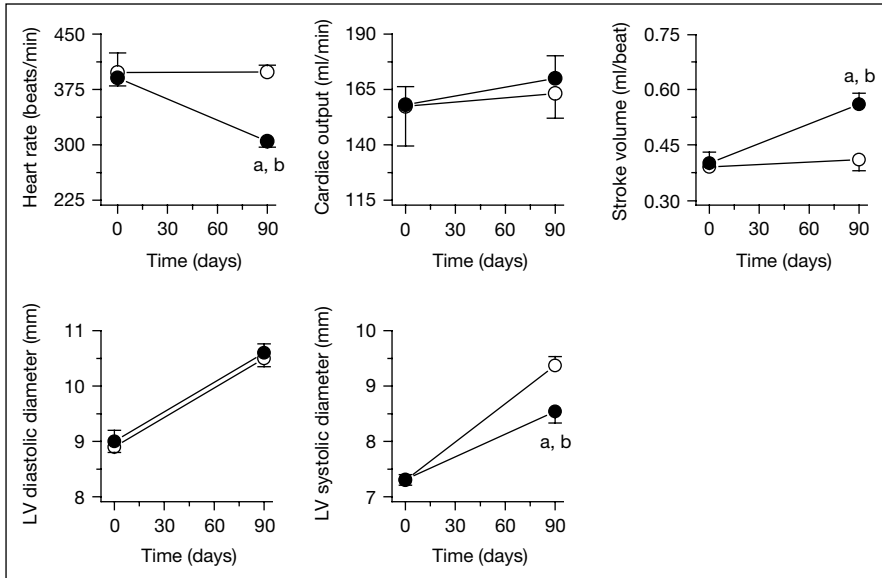 Heart rate (beats/min)
450
375
300
225
0 30 60 90
Time (days)
a, b
Cardiac output (ml/min)
180
165
150
115
0 30 60 90
Time (days)
Stroke volume (ml/beat)
0.75
0.60
0.45
0.30
0 30 60 90
Time (days)
a, b
LV diastolic diameter (mm)
11
10
9
8
0 30 60 90
Time (days)
LV systolic diameter (mm)
10
9
8
7
0 30 60 90
Time (days)
a, b